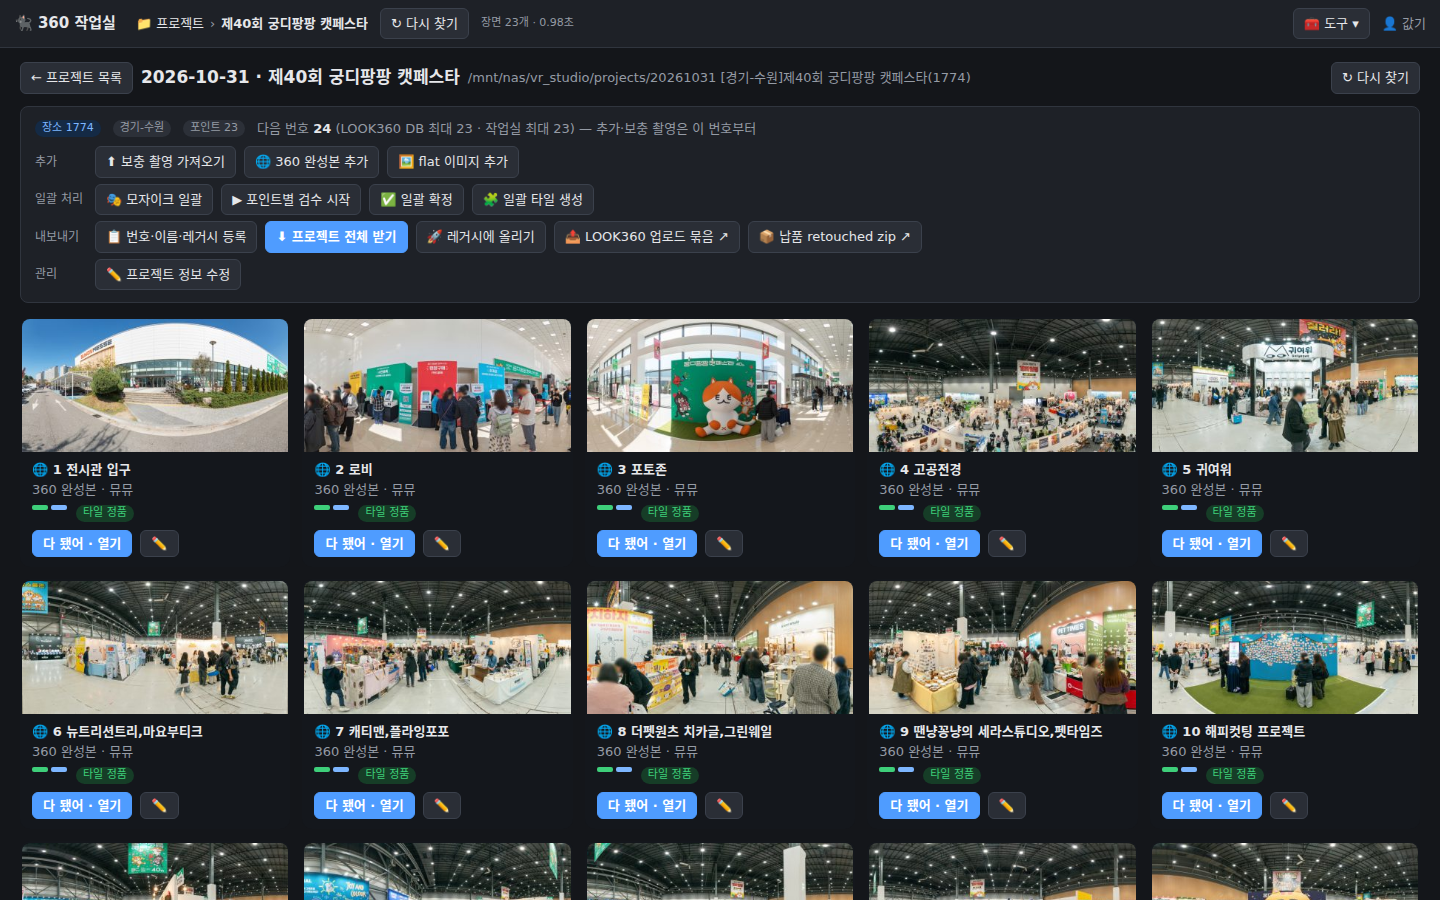 360 작업실
프로젝트 › 제40회 궁디팡팡 캣페스타
↻ 다시 찾기
장면 23개 · 0.98초
도구 ▾
값기
← 프로젝트 목록
2026-10-31 · 제40회 궁디팡팡 캣페스타
/mnt/nas/vr_studio/projects/20261031 [경기-수원]제40회 궁디팡팡 캣페스타(1774)
↻ 다시 찾기
장소 1774 경기-수원 포인트 23 다음 번호 24 (LOOK360 DB 최대 23 · 작업실 최대 23) — 추가·보충 촬영은 이 번호부터
추가 ⬆ 보충 촬영 가져오기 360 완성본 추가 flat 이미지 추가
일괄 처리 모자이크 일괄 ▶ 포인트별 검수 시작 ✅ 일괄 확정 일괄 타일 생성
내보내기 번호·이름·레거시 등록 ⬇ 프로젝트 전체 받기 레거시에 올리기 LOOK360 업로드 묶음 ↗ 납품 retouched zip ↗
관리 프로젝트 정보 수정
귀여워
1 전시관 입구
360 완성본 · 뮤뮤
타일 정품
다 됐어 · 열기
2 로비
360 완성본 · 뮤뮤
타일 정품
다 됐어 · 열기
3 포토존
360 완성본 · 뮤뮤
타일 정품
다 됐어 · 열기
4 고공전경
360 완성본 · 뮤뮤
타일 정품
다 됐어 · 열기
5 귀여워
360 완성본 · 뮤뮤
타일 정품
다 됐어 · 열기
6 뉴트리션트리,마요부티크
360 완성본 · 뮤뮤
타일 정품
다 됐어 · 열기
7 캐티맨,플라잉포포
360 완성본 · 뮤뮤
타일 정품
다 됐어 · 열기
8 더펫원츠 치카글,그린웨일
360 완성본 · 뮤뮤
타일 정품
다 됐어 · 열기
9 땐냥꽁냥의 세라스튜디오,펫타임즈
360 완성본 · 뮤뮤
타일 정품
다 됐어 · 열기
10 해피컷팅 프로젝트
360 완성본 · 뮤뮤
타일 정품
다 됐어 · 열기